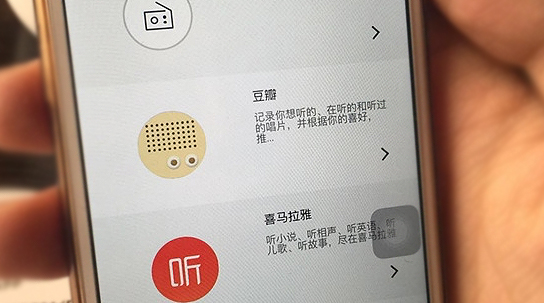 豆瓣
记录你想听的、在听的和听过
的唱片，并根据你的喜好，
推...
喜马拉雅
听
听小说、听相声、听英语、听
儿歌、听故事，尽在喜马拉雅